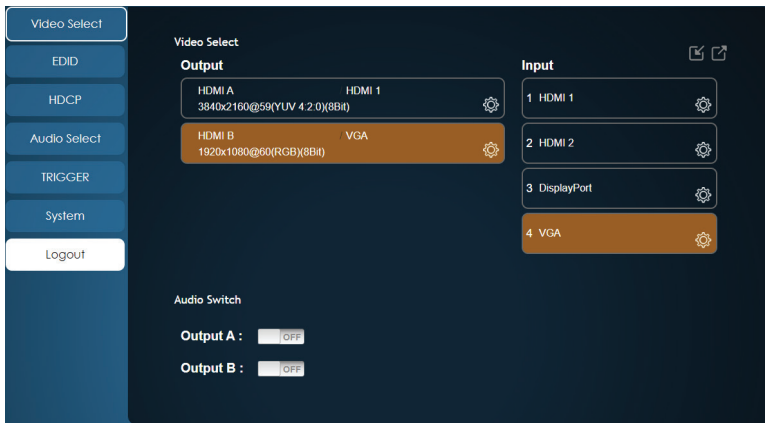 Video Select
EDID
HDCP
Audio Select
TRIGGER
System
Logout
Video Select
Output
HDMI A / HDMI 1
3840x2160@59(YUV 4:2:0)(8Bit)
HDMI B / VGA
1920x1080@60(RGB)(8Bit)
Input
1 HDMI 1
2 HDMI 2
3 DisplayPort
4 VGA
Audio Switch
Output A : OFF
Output B : OFF